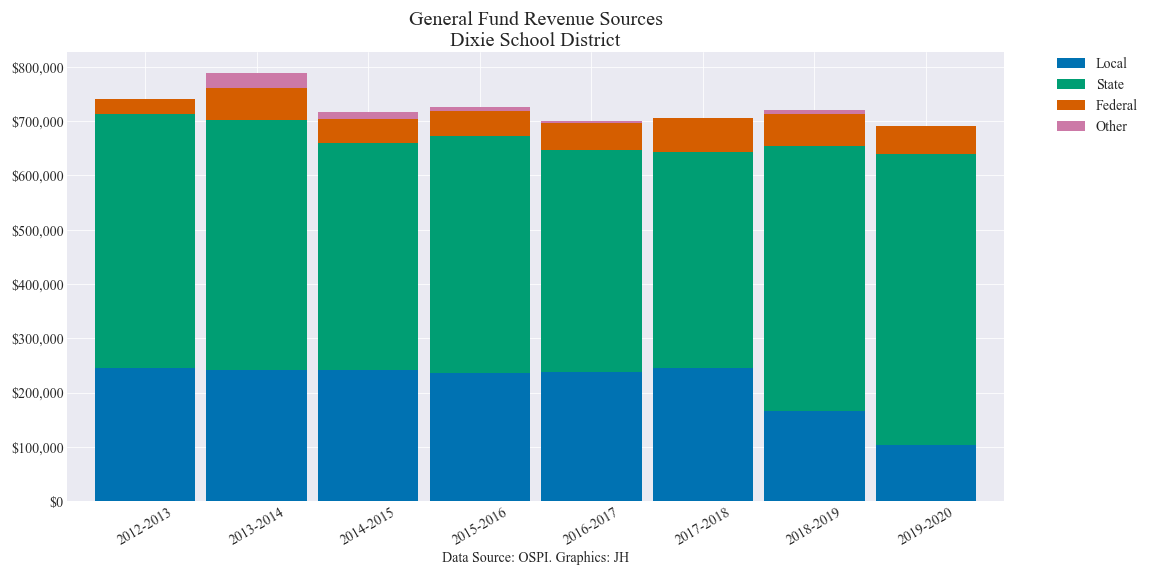 General Fund Revenue Sources
Dixie School District
$800,000
$700,000
$600,000
$500,000
$400,000
$300,000
$200,000
$100,000
$0
Local
State
Federal
Other
2012-2013
2013-2014
2014-2015
2015-2016
2016-2017
2017-2018
2018-2019
2019-2020
Data Source: OSPI. Graphics: JH